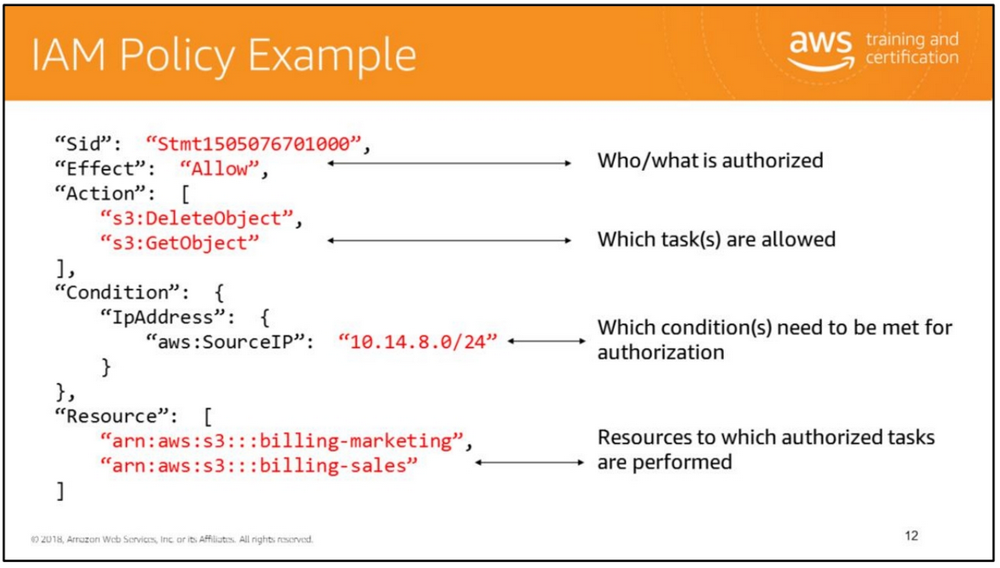 IAM Policy Example
aws training and
certification
“Sid”: “Stmt1505076701000”,
“Effect”: “Allow”,
Who/what is authorized
“Action”: [
“s3:DeleteObject”,
“s3:GetObject”
Which task(s) are allowed
],
“Condition”: {
“IpAddress”: {
“aws:SourceIP”: “10.14.8.0/24”
Which condition(s) need to be met for
authorization
}
},
“Resource”: [
“arn:aws:s3:::billing-marketing”,
“arn:aws:s3:::billing-sales”
Resources to which authorized tasks
are performed
]
© 2018, Amazon Web Services, Inc. or its Affiliates. All rights reserved.
12